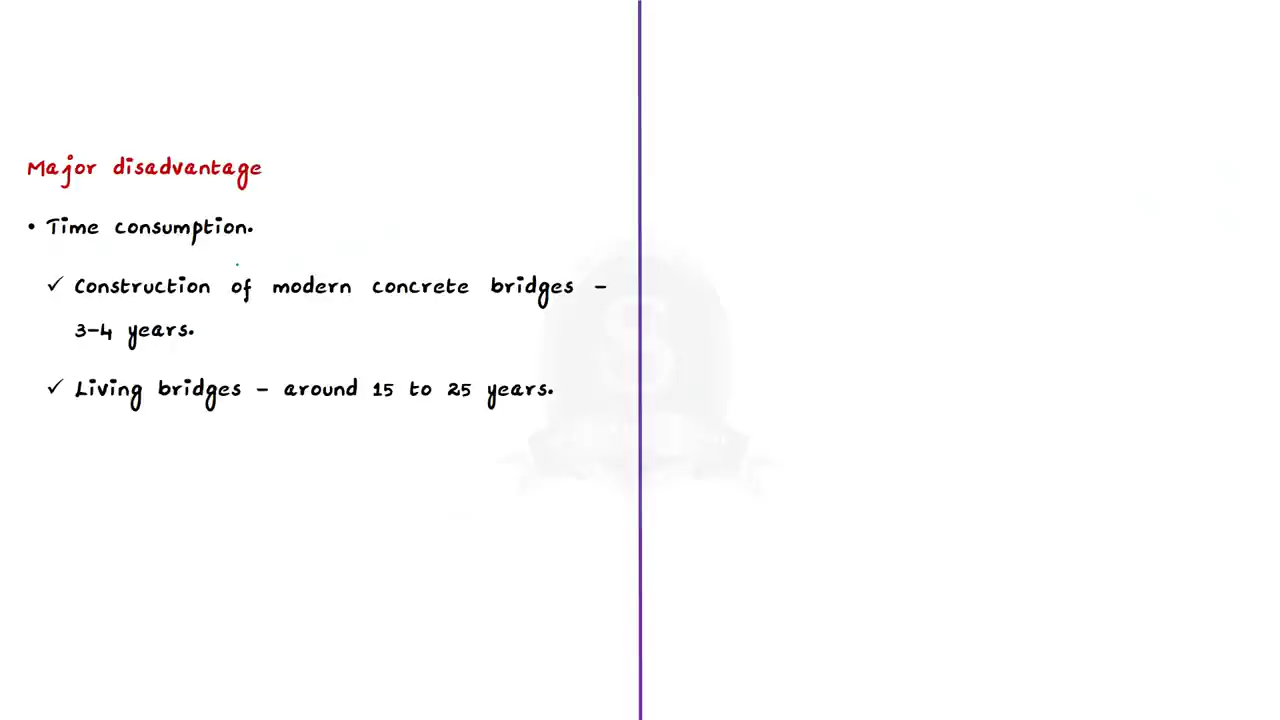 Major disadvantage
• Time consumption.
✓ Construction of modern concrete bridges –
3-4 years.
✓ Living bridges – around 15 to 25 years.